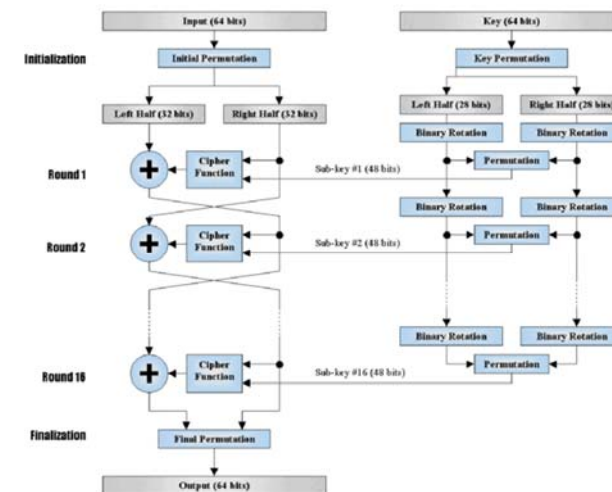 Input (64 bits)
Key (64 bits)
Initialization
Initial Permutation
Key Permutation
Left Half (32 bits)
Right Half (32 bits)
Left Half (28 bits)
Right Half (28 bits)
Binary Rotation
Binary Rotation
Round 1
+
Cipher
Function
Sub-key #1 (48 bits)
Permutation
Binary Rotation
Binary Rotation
Round 2
+
Cipher
Function
Sub-key #2 (48 bits)
Permutation
Binary Rotation
Binary Rotation
Round 16
+
Cipher
Function
Sub-key #16 (48 bits)
Permutation
Finalization
Final Permutation
Output (64 bits)